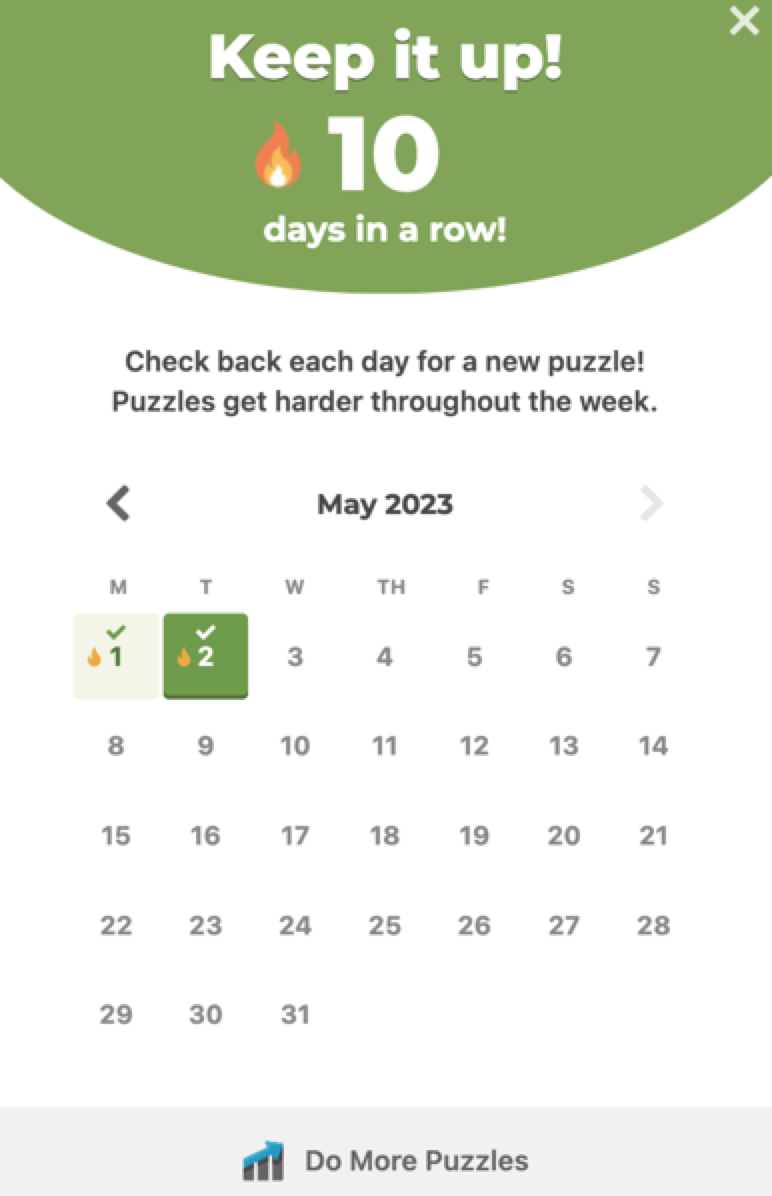 Keep it up!
10
days in a row!
Check back each day for a new puzzle!
Puzzles get harder throughout the week.
May 2023
M T W TH F S S
1 2 3 4 5 6 7
8 9 10 11 12 13 14
15 16 17 18 19 20 21
22 23 24 25 26 27 28
29 30 31
Do More Puzzles